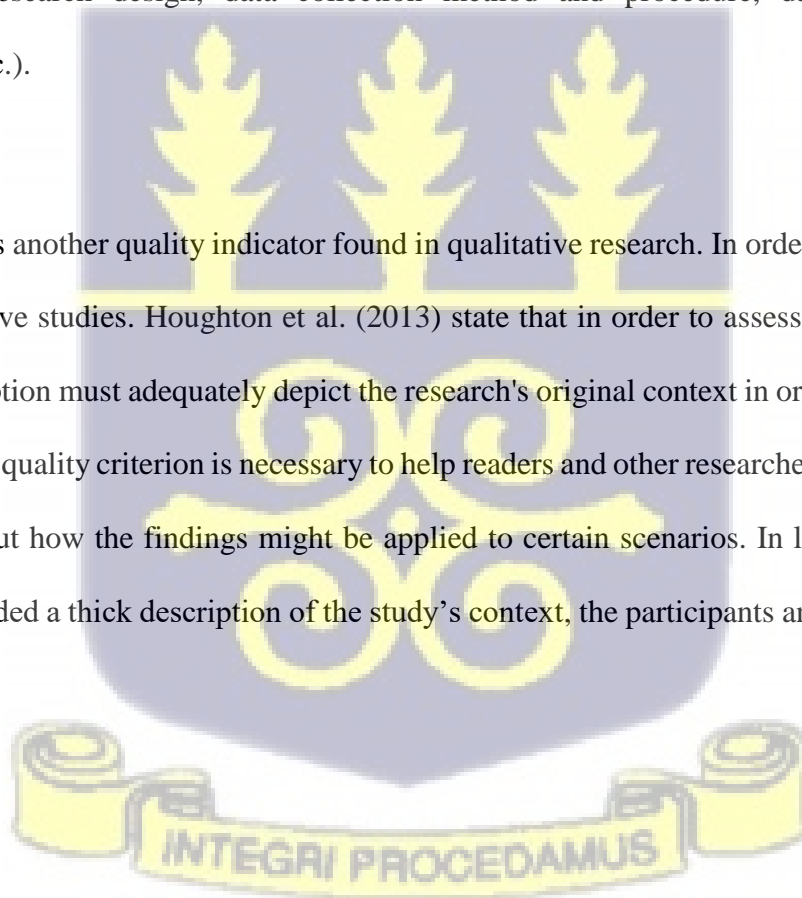 research design, data collection method and procedure, da
c.).
s another quality indicator found in qualitative research. In orde
ve studies. Houghton et al. (2013) state that in order to assess
ption must adequately depict the research's original context in or
quality criterion is necessary to help readers and other researche
ut how the findings might be applied to certain scenarios. In l
ded a thick description of the study’s context, the participants an
INTEGRI PROCEDAMUS